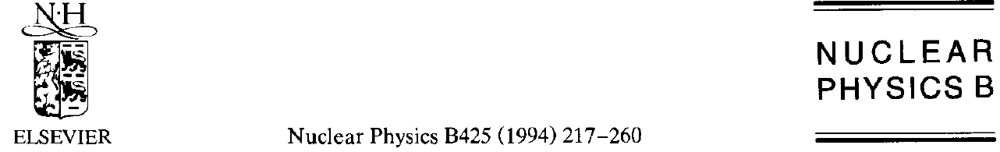 N·H
ELSEVIER
Nuclear Physics B425 (1994) 217–260
NUCLEAR
PHYSICS B